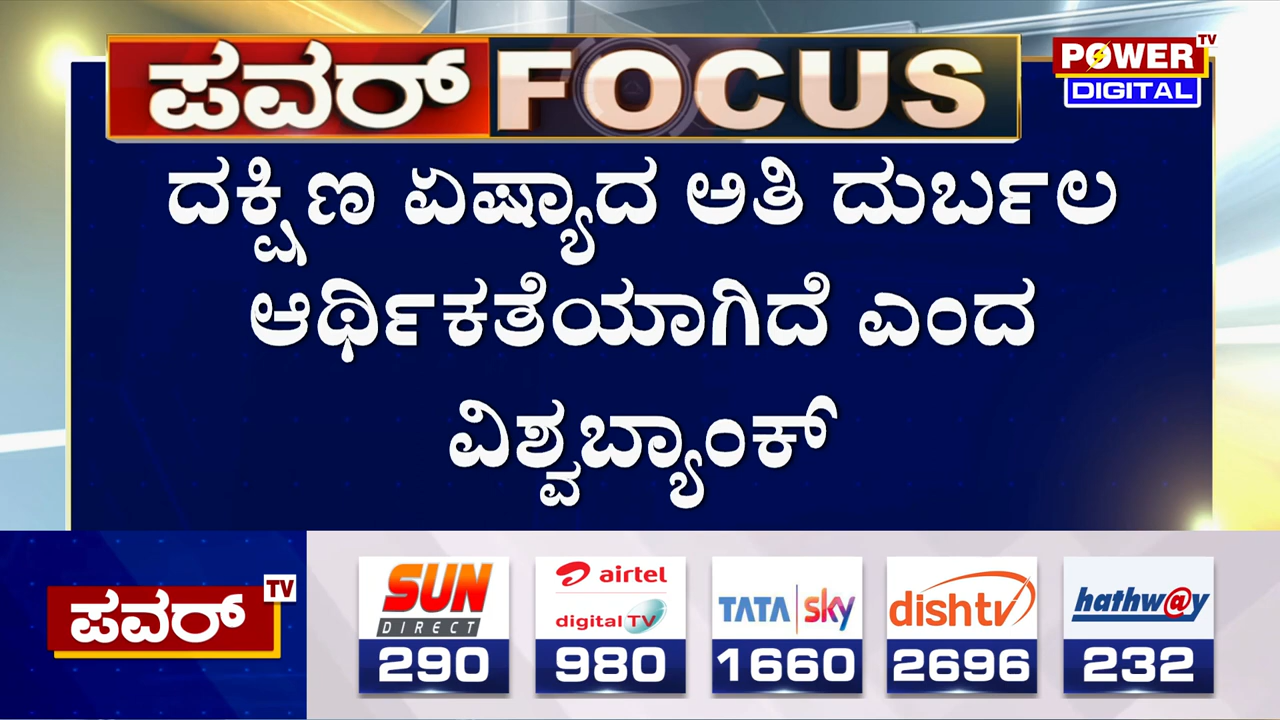 ಪವರ್ FOCUS
POWER TV
DIGITAL
ದಕ್ಷಿಣ ಏಷ್ಯಾದ ಅತಿ ದುರ್ಬಲ
ಆರ್ಥಿಕತೆಯಾಗಿದೆ ಎಂದ
ವಿಶ್ವಬ್ಯಾಂಕ್
ಪವರ್ TV
SUN
DIRECT
290
airtel
digital TV
980
TATA sky
1660
dishtv
2696
hathw@y
232